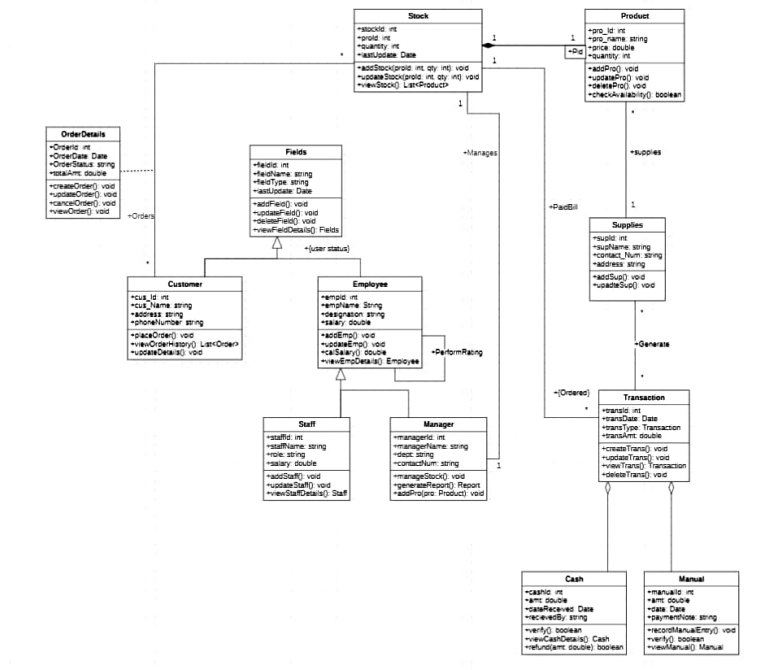 Stock
+stockId: int
+proId: int
+quantity: int
+lastUpdate: Date
+addStock(proId: int, qty: int): void
+updateStock(proId: int, qty: int): void
+viewStock(): List<Product>
Product
+pro_Id: int
+pro_name: string
+price: double
+quantity: int
+addPro(): void
+updatePro(): void
+deletePro(): void
+checkAvailability(): boolean
1
1
+Pid
*
1
1
*
+Manages
+supplies
+PaidBill
1
OrderDetails
+OrderId: int
+OrderDate: Date
+OrderStatus: string
+totalAmt: double
+createOrder(): void
+updateOrder(): void
+cancelOrder(): void
+viewOrder(): void
Fields
+fieldId: int
+fieldName: string
+fieldType: string
+lastUpdate: Date
+addField(): void
+updateField(): void
+deleteField(): void
+viewFieldDetails(): Fields
+Orders
+{user status}
*
Supplies
+supId: int
+supName: string
+contact_Num: string
+address: string
+addSup(): void
+upadteSup(): void
Customer
+cus_Id: int
+cus_Name: string
+address: string
+phoneNumber: string
+placeOrder(): void
+viewOrderHistory(): List<Order>
+updateDetails(): void
Employee
+empId: int
+empName: String
+designation: string
+salary: double
+addEmp(): void
+updateEmp(): void
+calSalary(): double
+viewEmpDetails(): Employee
+PerformRating
*
+Generate
*
+{Ordered}
*
Staff
+staffId: int
+staffName: string
+role: string
+salary: double
+addStaff(): void
+updateStaff(): void
+viewStaffDetails(): Staff
Manager
+managerId: int
+managerName: string
+dept: string
+contactNum: string
+manageStock(): void
+generateReport(): Report
+addPro(pro: Product): void
1
Transaction
+transId: int
+transDate: Date
+transType: Transaction
+transAmt: double
+createTrans(): void
+updateTrans(): void
+viewTrans(): Transaction
+deleteTrans(): void
Cash
+cashId: int
+amt: double
+dateReceived: Date
+recievedBy: string
+verify(): boolean
+viewCashDetails(): Cash
+refund(amt: double): boolean
Manual
+manualId: int
+amt: double
+date: Date
+paymentNote: string
+recordManualEntry(): void
+verify(): boolean
+viewManual(): Manual